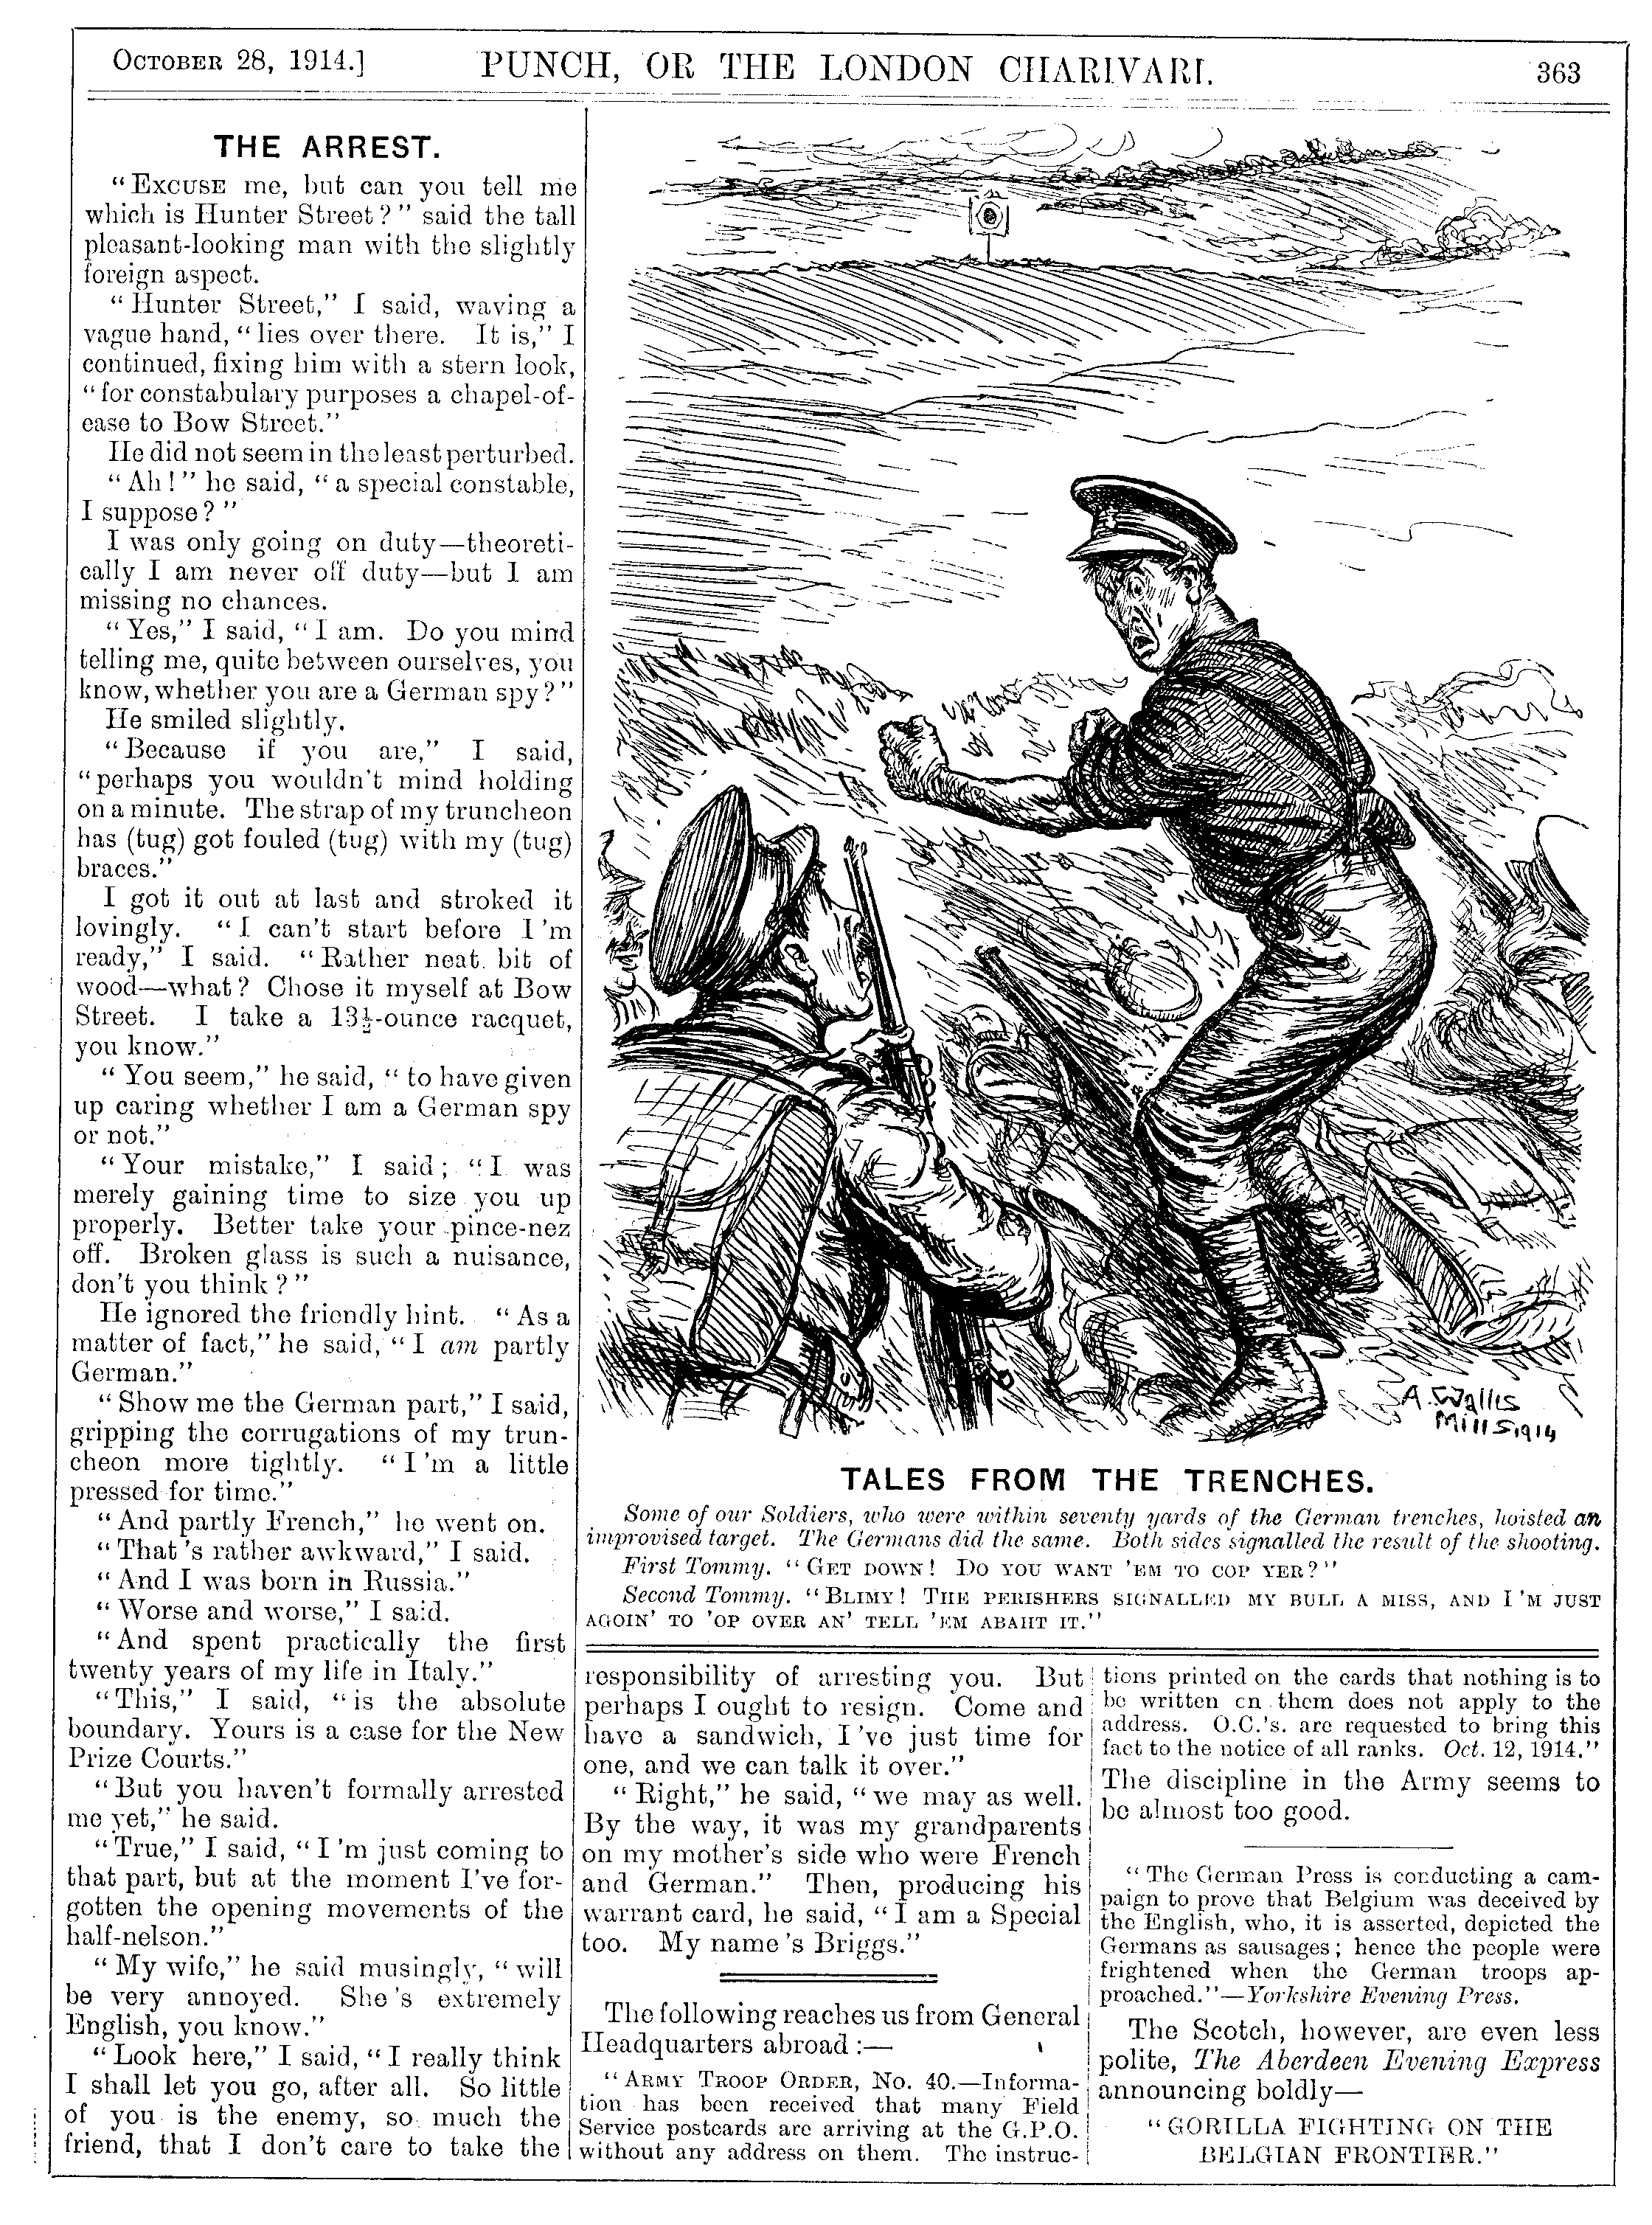 OCTOBER 28, 1914.] PUNCH, OR THE LONDON CHARIVARI. 363
THE ARREST.
“EXCUSE me, but can you tell me
which is Hunter Street?” said the tall
pleasant-looking man with the slightly
foreign aspect.
“Hunter Street,” I said, waving a
vague hand, “lies over there. It is,” I
continued, fixing him with a stern look,
“for constabulary purposes a chapel-of-
ease to Bow Street.”
He did not seem in the least perturbed.
“Ah!” he said, “a special constable,
I suppose?”
I was only going on duty—theoreti-
cally I am never off duty—but I am
missing no chances.
“Yes,” I said, “I am. Do you mind
telling me, quite between ourselves, you
know, whether you are a German spy?”
He smiled slightly.
“Because if you are,” I said,
“perhaps you wouldn't mind holding
on a minute. The strap of my truncheon
has (tug) got fouled (tug) with my (tug)
braces.”
I got it out at last and stroked it
lovingly. “I can't start before I'm
ready,” I said. “Rather neat bit of
wood—what? Chose it myself at Bow
Street. I take a 13½-ounce racquet,
you know.”
“You seem,” he said, “to have given
up caring whether I am a German spy
or not.”
“Your mistake,” I said; “I was
merely gaining time to size you up
properly. Better take your pince-nez
off. Broken glass is such a nuisance,
don't you think?”
He ignored the friendly hint. “As a
matter of fact,” he said, “I am partly
German.”
“Show me the German part,” I said,
gripping the corrugations of my trun-
cheon more tightly. “I'm a little
pressed for time.”
“And partly French,” he went on.
“That's rather awkward,” I said.
“And I was born in Russia.”
“Worse and worse,” I said.
“And spent practically the first
twenty years of my life in Italy.”
“This,” I said, “is the absolute
boundary. Yours is a case for the New
Prize Courts.”
“But you haven't formally arrested
me yet,” he said.
“True,” I said, “I'm just coming to
that part, but at the moment I've for-
gotten the opening movements of the
half-nelson.”
“My wife,” he said musingly, “will
be very annoyed. She's extremely
English, you know.”
“Look here,” I said, “I really think
I shall let you go, after all. So little
of you is the enemy, so much the
friend, that I don't care to take the
A. Wallis
Mills 1914
TALES FROM THE TRENCHES.
Some of our Soldiers, who were within seventy yards of the German trenches, hoisted an
improvised target. The Germans did the same. Both sides signalled the result of the shooting.
First Tommy. “GET DOWN! DO YOU WANT 'EM TO COP YER?”
Second Tommy. “BLIMY! THE PERISHERS SIGNALLED MY BULL A MISS, AND I'M JUST
AGOIN' TO 'OP OVER AN' TELL 'EM ABAHT IT.”
responsibility of arresting you. But
perhaps I ought to resign. Come and
have a sandwich, I've just time for
one, and we can talk it over.”
“Right,” he said, “we may as well.
By the way, it was my grandparents
on my mother's side who were French
and German.” Then, producing his
warrant card, he said, “I am a Special
too. My name's Briggs.”
The following reaches us from General
Headquarters abroad:—
“ARMY TROOP ORDER, No. 40.—Informa-
tion has been received that many Field
Service postcards are arriving at the G.P.O.
without any address on them. The instruc-
tions printed on the cards that nothing is to
be written on them does not apply to the
address. O.C.'s. are requested to bring this
fact to the notice of all ranks. Oct. 12, 1914.”
The discipline in the Army seems to
be almost too good.
“The German Press is conducting a cam-
paign to prove that Belgium was deceived by
the English, who, it is asserted, depicted the
Germans as sausages; hence the people were
frightened when the German troops ap-
proached.”—Yorkshire Evening Press.
The Scotch, however, are even less
polite, The Aberdeen Evening Express
announcing boldly—
“GORILLA FIGHTING ON THE
BELGIAN FRONTIER.”